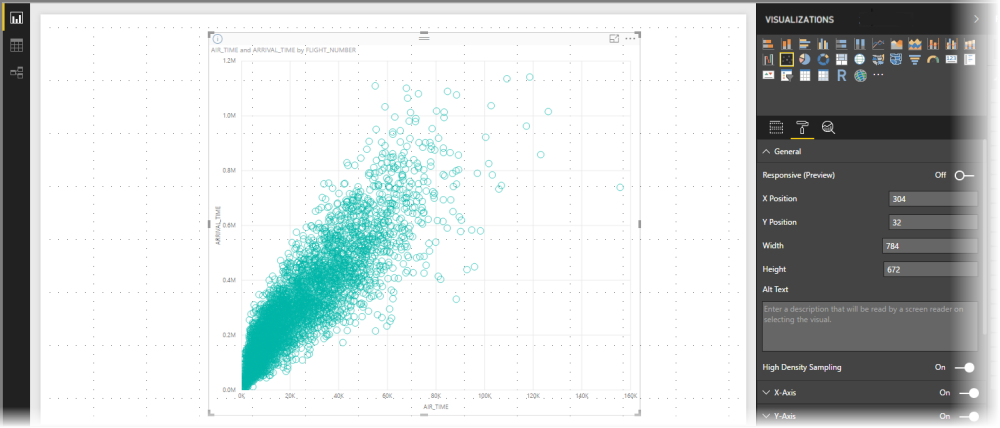 VISUALIZATIONS
AIR_TIME and ARRIVAL_TIME by FLIGHT_NUMBER
1.2M
1.0M
0.8M
0.6M
0.4M
0.2M
0.0M
ARRIVAL_TIME
0K 20K 40K 60K 80K 100K 120K 140K 160K
AIR_TIME
R
General
Responsive (Preview) Off
X Position 304
Y Position 32
Width 784
Height 672
Alt Text
Enter a description that will be read by a screen reader on
selecting the visual.
High Density Sampling On
X-Axis On
Y-Axis On